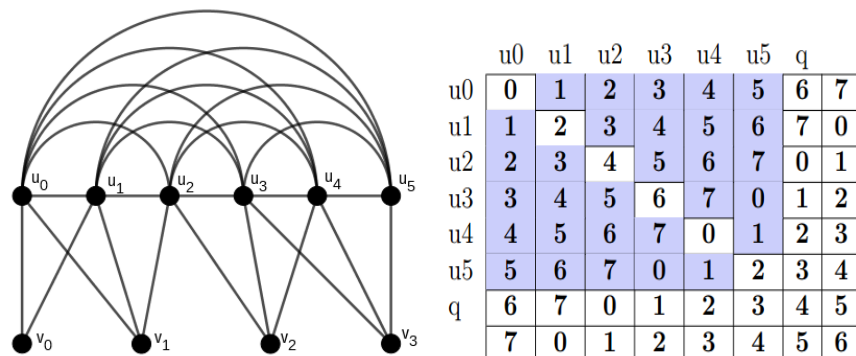 u0 u1 u2 u3 u4 u5
v0 v1 v2 v3
u0 u1 u2 u3 u4 u5 q
u0 0 1 2 3 4 5 6 7
u1 1 2 3 4 5 6 7 0
u2 2 3 4 5 6 7 0 1
u3 3 4 5 6 7 0 1 2
u4 4 5 6 7 0 1 2 3
u5 5 6 7 0 1 2 3 4
q 6 7 0 1 2 3 4 5
7 0 1 2 3 4 5 6